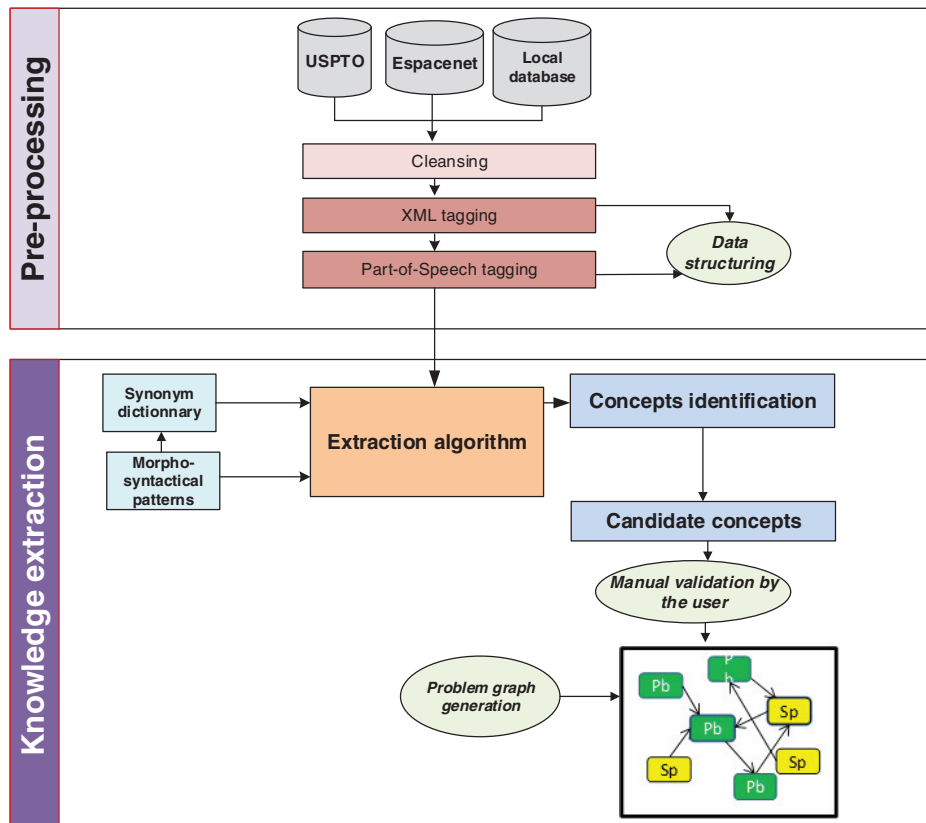 Pre-processing
USPTO
Espacenet
Local
database
Cleansing
XML tagging
Part-of-Speech tagging
Data
structuring
Knowledge extraction
Synonym
dictionnary
Morpho-
syntactical
patterns
Extraction algorithm
Concepts identification
Candidate concepts
Manual validation by
the user
Problem graph
generation
Pb
Pb
Sp
Pb
Sp
Sp
Pb